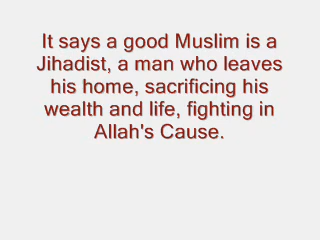 It says a good Muslim is a
Jihadist, a man who leaves
his home, sacrificing his
wealth and life, fighting in
Allah's Cause.